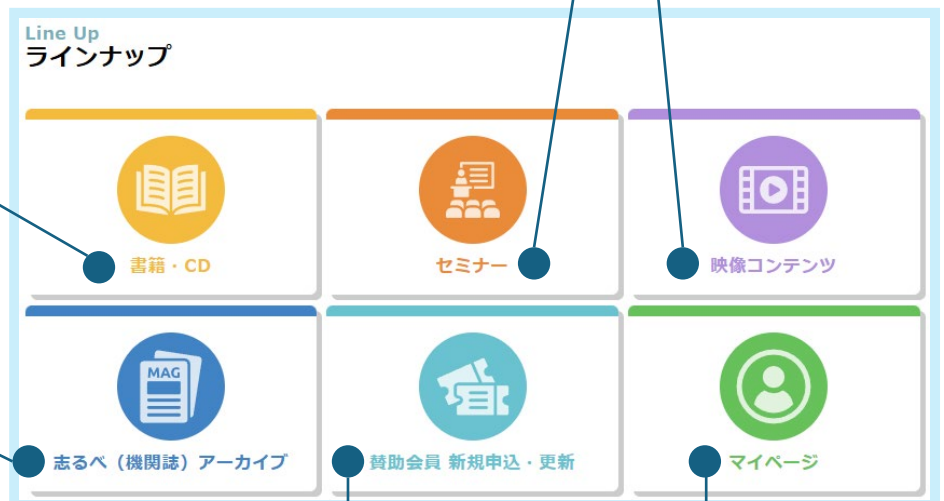 Line Up
ラインナップ
書籍・CD
セミナー
映像コンテンツ
MAG
志るべ（機関誌）アーカイブ
賛助会員 新規申込・更新
マイページ